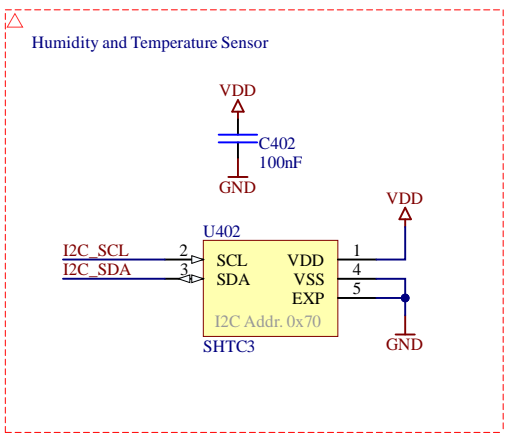 Humidity and Temperature Sensor
VDD
C402
100nF
GND
VDD
U402
I2C_SCL 2 SCL VDD 1
I2C_SDA 3 SDA VSS 4
EXP 5
I2C Addr. 0x70
SHTC3 GND